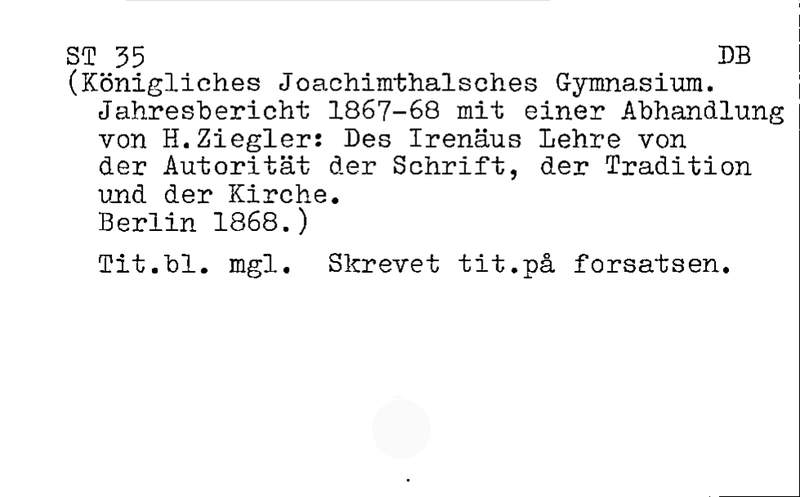 ST 35 DB
(Königliches Joachimthalsches Gymnasium.
Jahresbericht 1867-68 mit einer Abhandlung
von H.Ziegler: Des Irenäus Lehre von
der Autorität der Schrift, der Tradition
und der Kirche.
Berlin 1868.)
Tit.bl. mgl. Skrevet tit.på forsatsen.